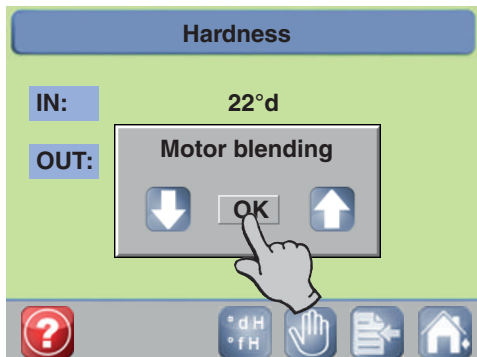 Hardness
IN: 22°d
OUT:
Motor blending
OK
?
°dH
°fH